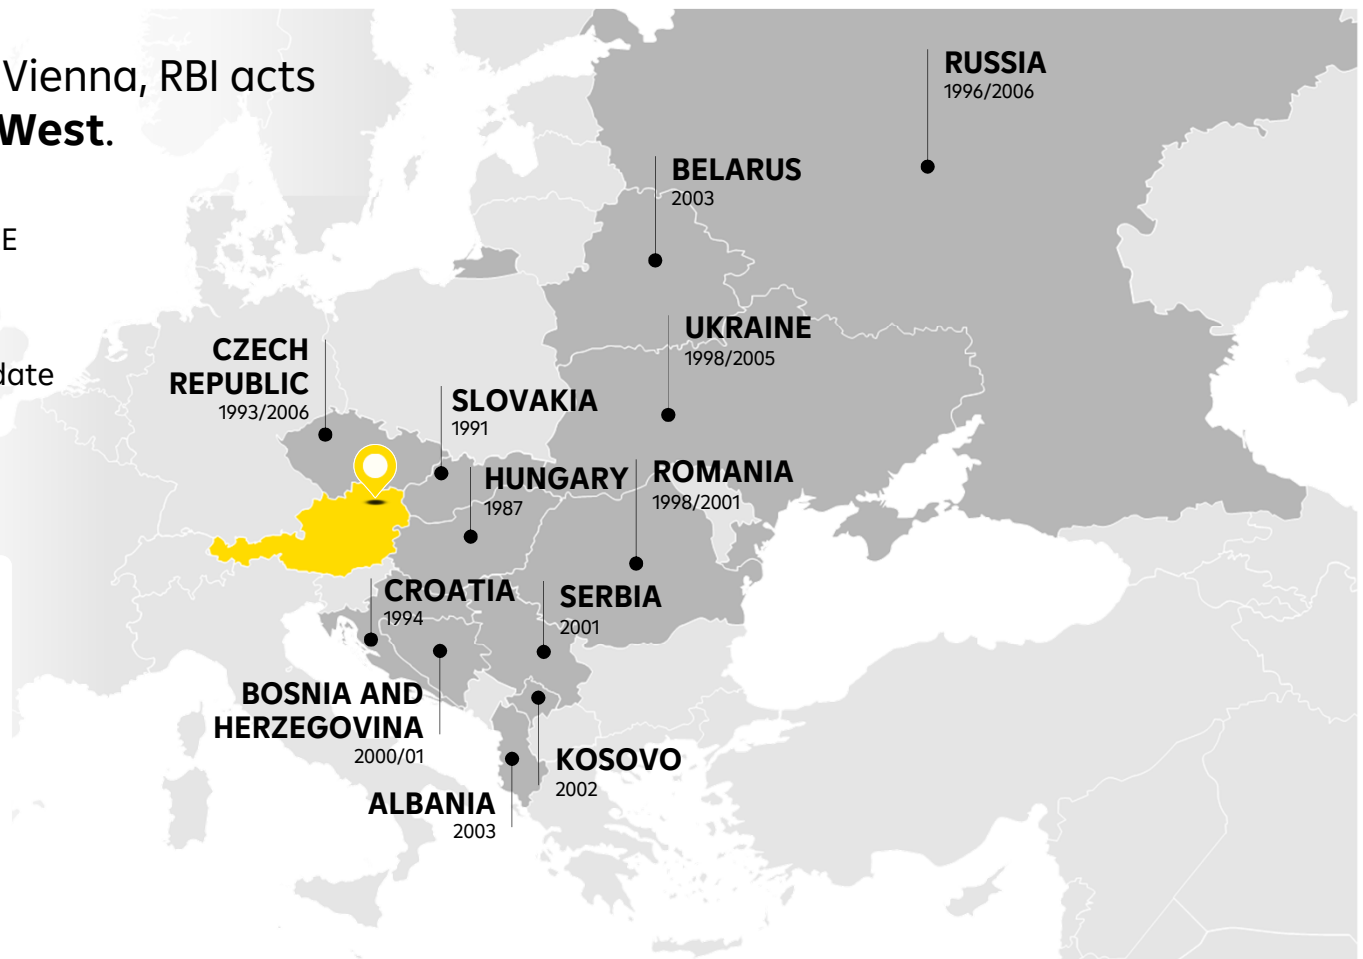 Vienna, RBI acts
West.
E
date
RUSSIA
1996/2006
BELARUS
2003
UKRAINE
1998/2005
CZECH
REPUBLIC
1993/2006
SLOVAKIA
1991
HUNGARY
1987
ROMANIA
1998/2001
CROATIA
1994
SERBIA
2001
BOSNIA AND
HERZEGOVINA
2000/01
KOSOVO
2002
ALBANIA
2003